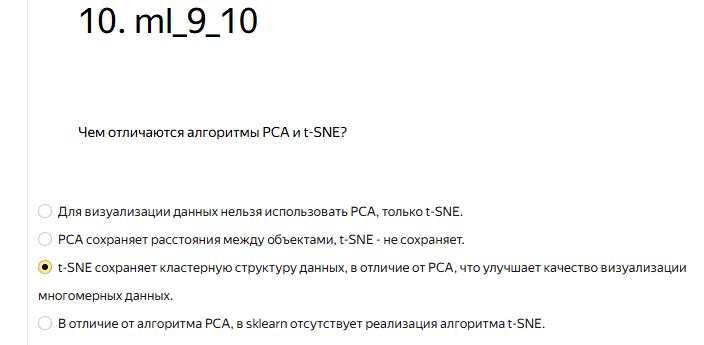 10. ml_9_10
Чем отличаются алгоритмы PCA и t-SNE?
Для визуализации данных нельзя использовать PCA, только t-SNE.
PCA сохраняет расстояния между объектами, t-SNE - не сохраняет.
t-SNE сохраняет кластерную структуру данных, в отличие от PCA, что улучшает качество визуализации
многомерных данных.
В отличие от алгоритма PCA, в sklearn отсутствует реализация алгоритма t-SNE.